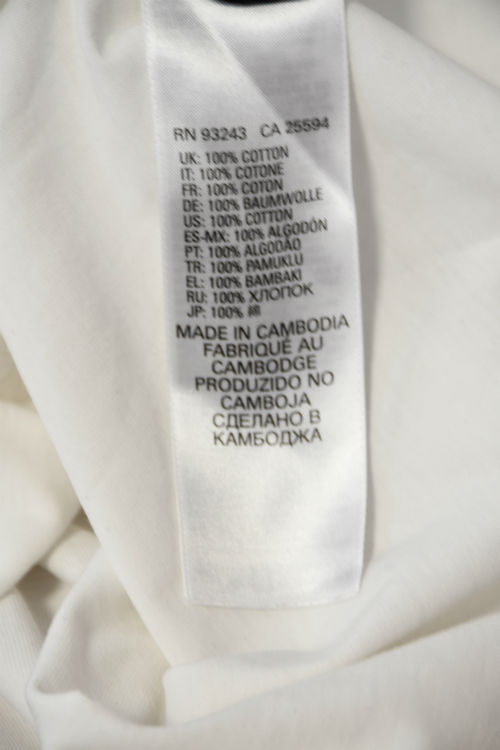 RN 93243 CA 25594
UK: 100% COTTON
IT: 100% COTONE
FR: 100% COTON
DE: 100% BAUMWOLLE
US: 100% COTTON
ES-MX: 100% ALGODÓN
PT: 100% ALGODÃO
TR: 100% PAMUKLU
EL: 100% BAMBAKI
RU: 100% ХЛОПОК
JP: 100%
MADE IN CAMBODIA
FABRIQUÉ AU
CAMBODGE
PRODUZIDO NO
CAMBOJA
СДЕЛАНО В
КАМБОДЖА